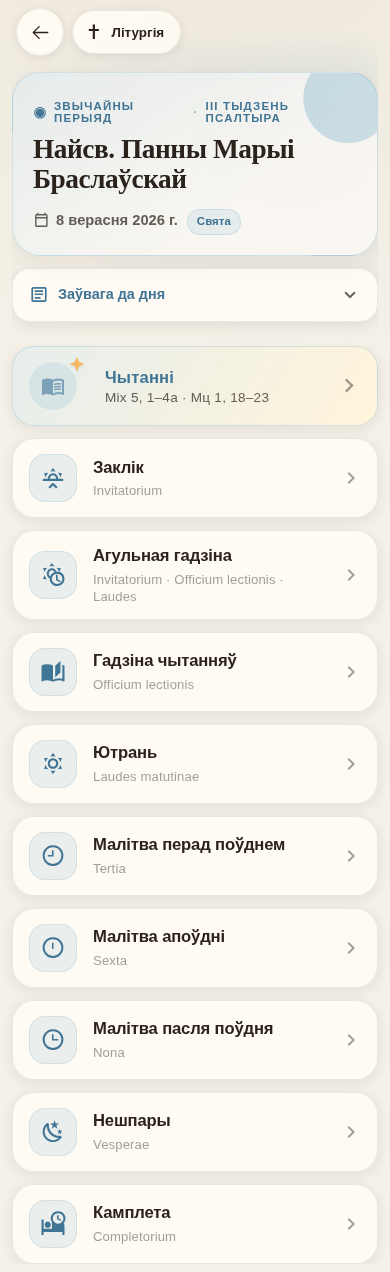 Літургія
ЗВЫЧАЙНЫ ПЕРЫЯД · III ТЫДЗЕНЬ ПСАЛТЫРА
Найсв. Панны Марыі
Браслаўскай
8 верасня 2026 г. Свята
Заўвага да дня
Чытанні
Міх 5, 1–4a · Мц 1, 18–23
Заклік
Invitatorium
Агульная гадзіна
Invitatorium · Officium lectionis ·
Laudes
Гадзіна чытанняў
Officium lectionis
Ютрань
Laudes matutinae
Малітва перад поўднем
Tertia
Малітва апоўдні
Sexta
Малітва пасля поўдня
Nona
Нешпары
Vesperae
Камплета
Completorium